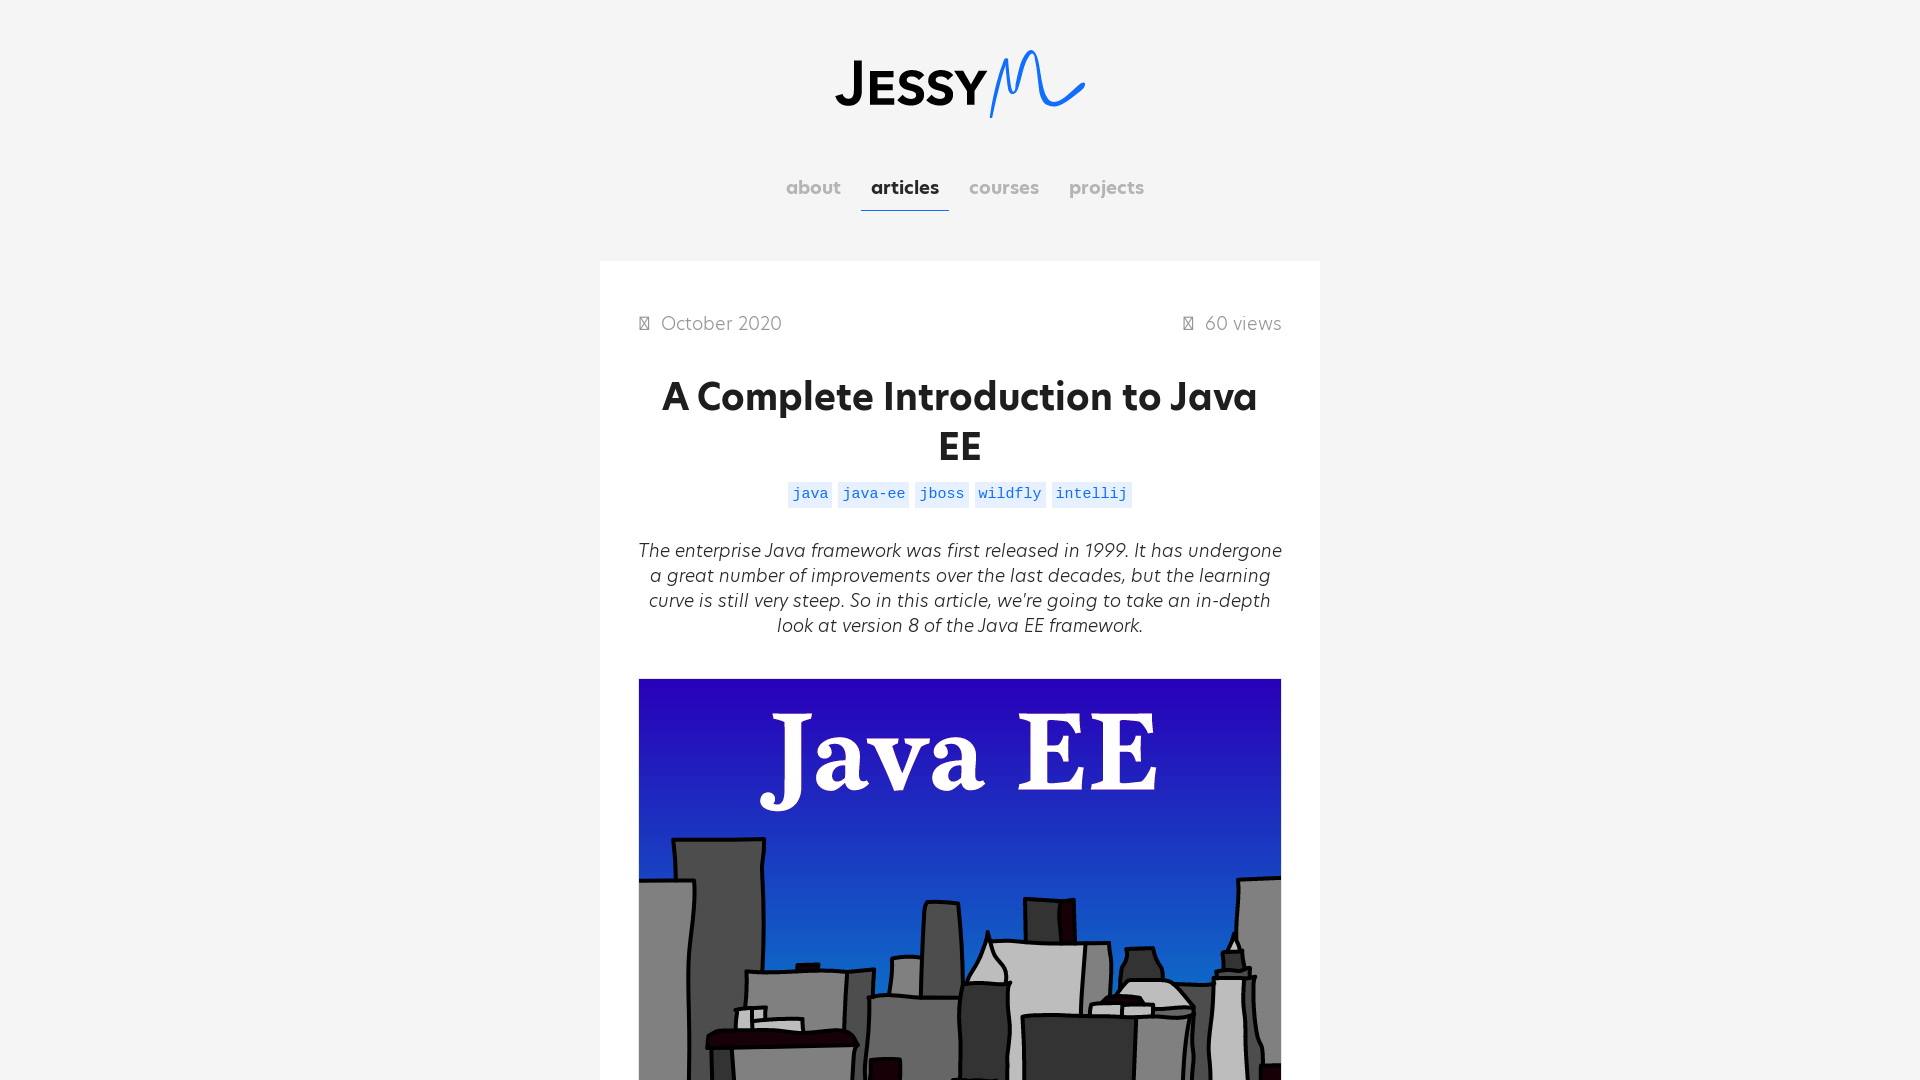 JESSY M
about articles courses projects
October 2020
60 views
A Complete Introduction to Java
EE
java java-ee jboss wildfly intellij
The enterprise Java framework was first released in 1999. It has undergone
a great number of improvements over the last decades, but the learning
curve is still very steep. So in this article, we're going to take an in-depth
look at version 8 of the Java EE framework.
Java EE